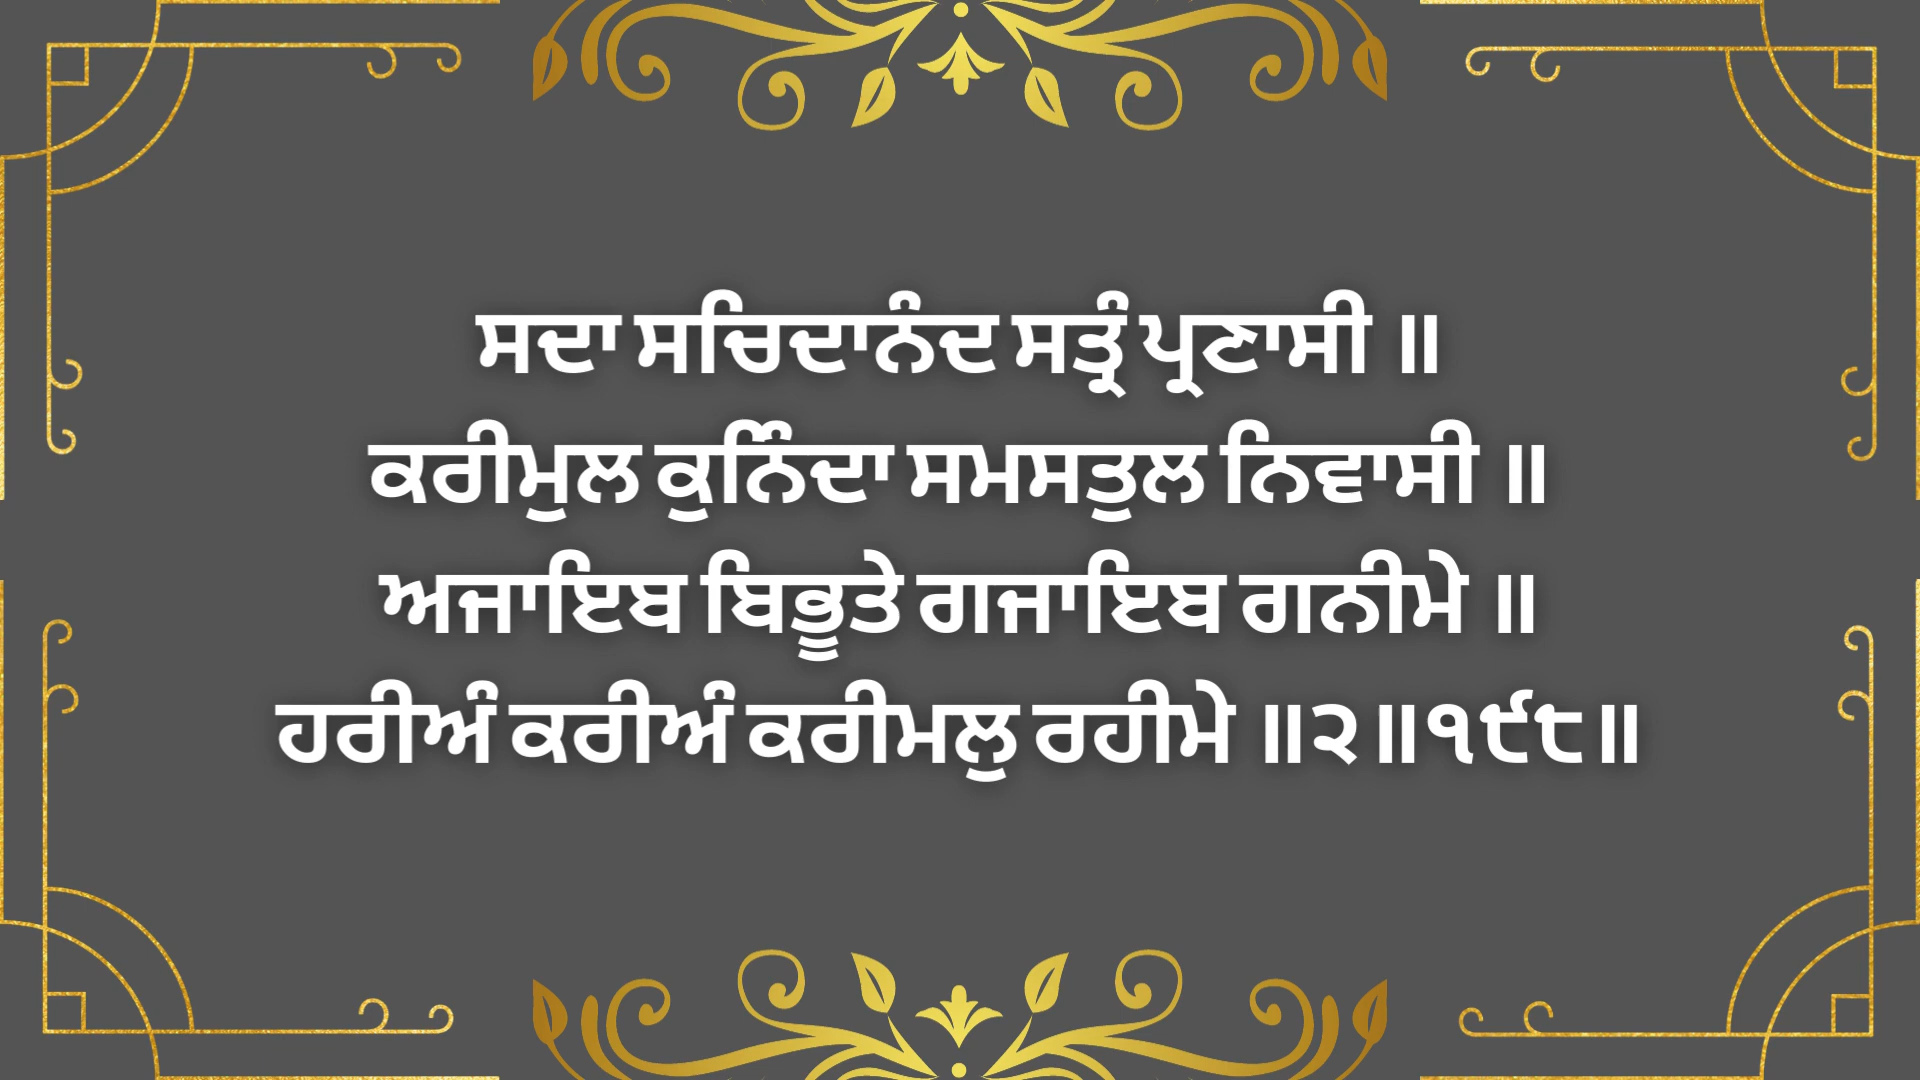 ਸਦਾ ਸਚਿਦਾਨੰਦ ਸਤ੍ਰੰ ਪ੍ਰਣਾਸੀ ॥
ਕਰੀਮੁਲ ਕੁਨਿੰਦਾ ਸਮਸਤੁਲ ਨਿਵਾਸੀ ॥
ਅਜਾਇਬ ਬਿਭੂਤੇ ਗਜਾਇਬ ਗਨੀਮੇ ॥
ਹਰੀਅੰ ਕਰੀਅੰ ਕਰੀਮਲੁ ਰਹੀਮੇ ॥੨॥੧੯੮॥